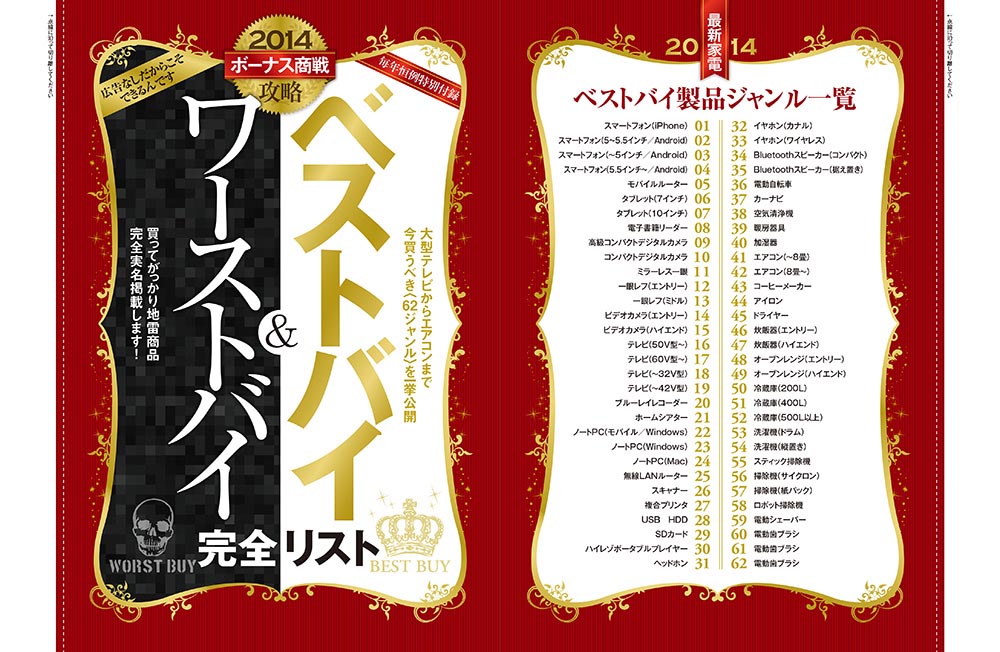 ↑点線に沿って切り離してください
2014
ボーナス商戦
攻略
広告なしだからこそ
できるんです
毎年恒例特別付録
ベストバイ
&
ワーストバイ
大型テレビからエアコンまで
今買うべき〈62ジャンル〉を一挙公開
買ってがっかり地雷商品
完全実名掲載します!
完全リスト
WORST BUY
BEST BUY
最新家電
2014
ベストバイ製品ジャンル一覧
スマートフォン(iPhone) 01
スマートフォン(5~5.5インチ/Android) 02
スマートフォン(~5インチ/Android) 03
スマートフォン(5.5インチ~/Android) 04
モバイルルーター 05
タブレット(7インチ) 06
タブレット(10インチ) 07
電子書籍リーダー 08
高級コンパクトデジタルカメラ 09
コンパクトデジタルカメラ 10
ミラーレス一眼 11
一眼レフ(エントリー) 12
一眼レフ(ミドル) 13
ビデオカメラ(エントリー) 14
ビデオカメラ(ハイエンド) 15
テレビ(50V型~) 16
テレビ(60V型~) 17
テレビ(~32V型) 18
テレビ(~42V型) 19
ブルーレイレコーダー 20
ホームシアター 21
ノートPC(モバイル/Windows) 22
ノートPC(Windows) 23
ノートPC(Mac) 24
無線LANルーター 25
スキャナー 26
複合プリンタ 27
USB HDD 28
SDカード 29
ハイレゾポータブルプレイヤー 30
ヘッドホン 31
32 イヤホン(カナル)
33 イヤホン(ワイヤレス)
34 Bluetoothスピーカー(コンパクト)
35 Bluetoothスピーカー(据え置き)
36 電動自転車
37 カーナビ
38 空気清浄機
39 暖房器具
40 加湿器
41 エアコン(~8畳)
42 エアコン(8畳~)
43 コーヒーメーカー
44 アイロン
45 ドライヤー
46 炊飯器(エントリー)
47 炊飯器(ハイエンド)
48 オーブンレンジ(エントリー)
49 オーブンレンジ(ハイエンド)
50 冷蔵庫(200L)
51 冷蔵庫(400L)
52 冷蔵庫(500L以上)
53 洗濯機(ドラム)
54 洗濯機(縦置き)
55 スティック掃除機
56 掃除機(サイクロン)
57 掃除機(紙パック)
58 ロボット掃除機
59 電動シェーバー
60 電動歯ブラシ
61 電動歯ブラシ
62 電動歯ブラシ
↑点線に沿って切り離してください